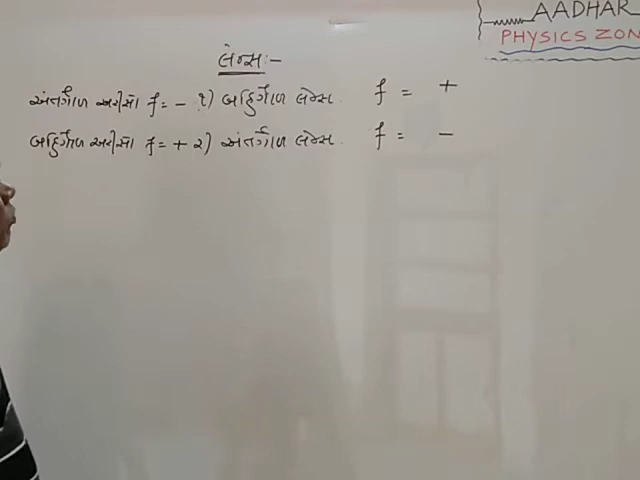 AADHAR
PHYSICS ZON
લેન્સ :-
અંતર્ગોળ અરીસો f = - ૧) બહિર્ગોળ લેન્સ. f = +
બહિર્ગોળ અરીસો f = + ૨) અંતર્ગોળ લેન્સ. f = -